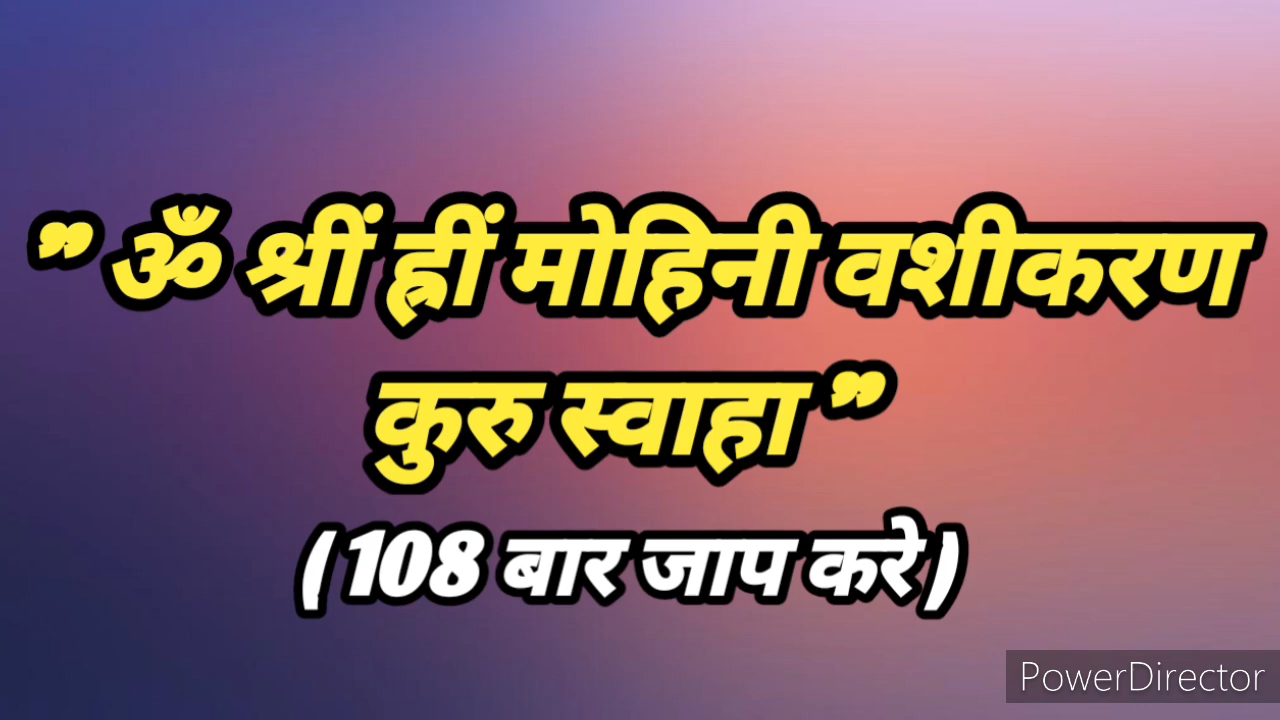 ” ॐ श्रीं ह्रीं मोहिनी वशीकरण
कुरु स्वाहा ”
( 108 बार जाप करे )
PowerDirector